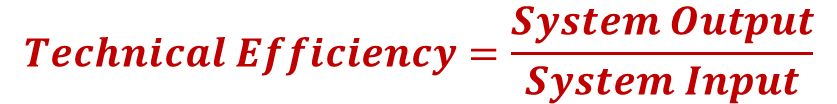 Technical Efficiency = System Output
System Input